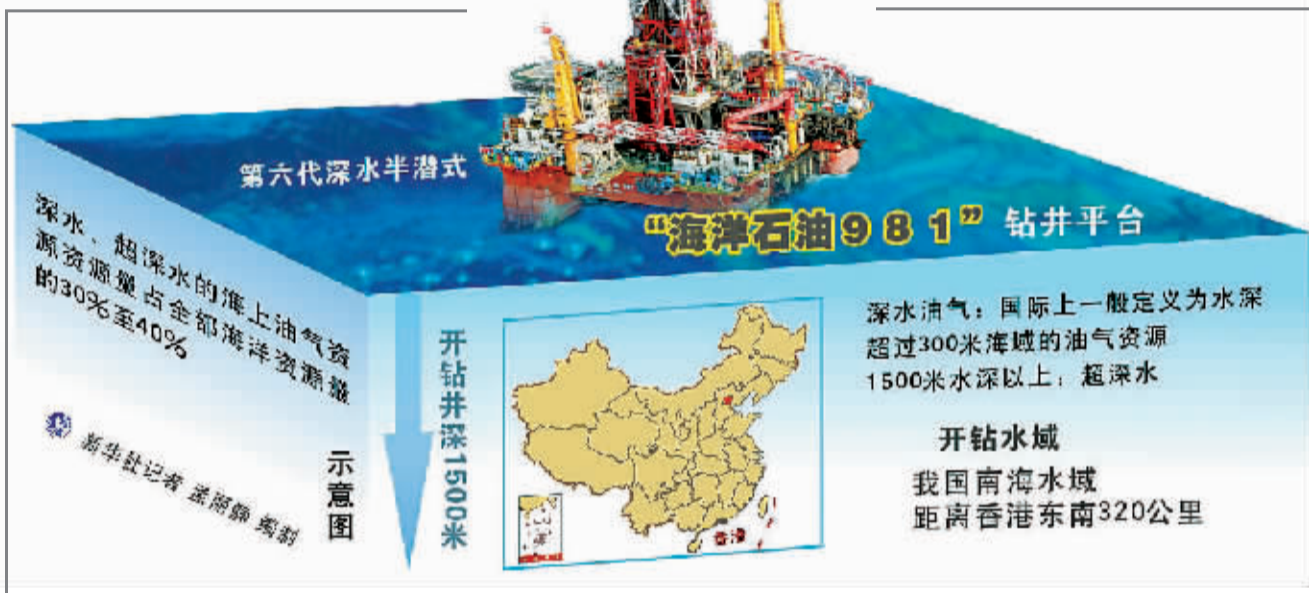 第六代深水半潜式
“海洋石油981”钻井平台
深水、超深水的海上油气资
源资源量占全部海洋资源量
的30%至40%
新华社记者 孟丽静 编制
示意图
开钻井深1500米
香港
深水油气:国际上一般定义为水深
超过300米海域的油气资源
1500米水深以上:超深水
开钻水域
我国南海水域
距离香港东南320公里